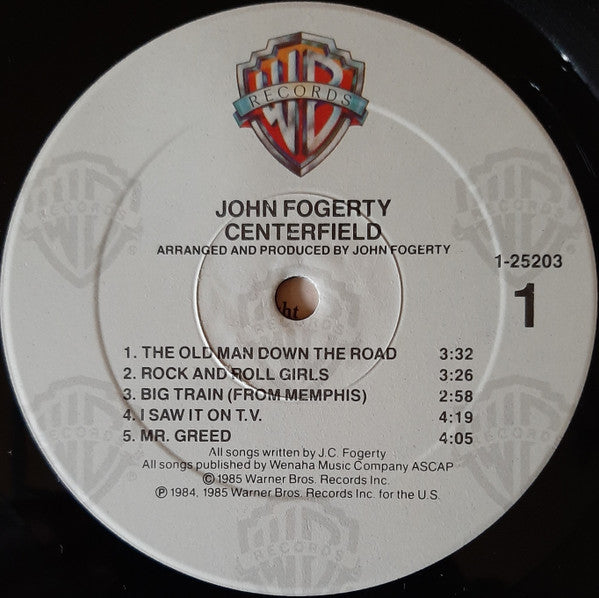 WB
RECORDS
JOHN FOGERTY
CENTERFIELD
ARRANGED AND PRODUCED BY JOHN FOGERTY
1-25203
1
1. THE OLD MAN DOWN THE ROAD 3:32
2. ROCK AND ROLL GIRLS 3:26
3. BIG TRAIN (FROM MEMPHIS) 2:58
4. I SAW IT ON T.V. 4:19
5. MR. GREED 4:05
All songs written by J.C. Fogerty
All songs published by Wenaha Music Company ASCAP
© 1985 Warner Bros. Records Inc.
℗ 1984, 1985 Warner Bros. Records Inc. for the U.S.